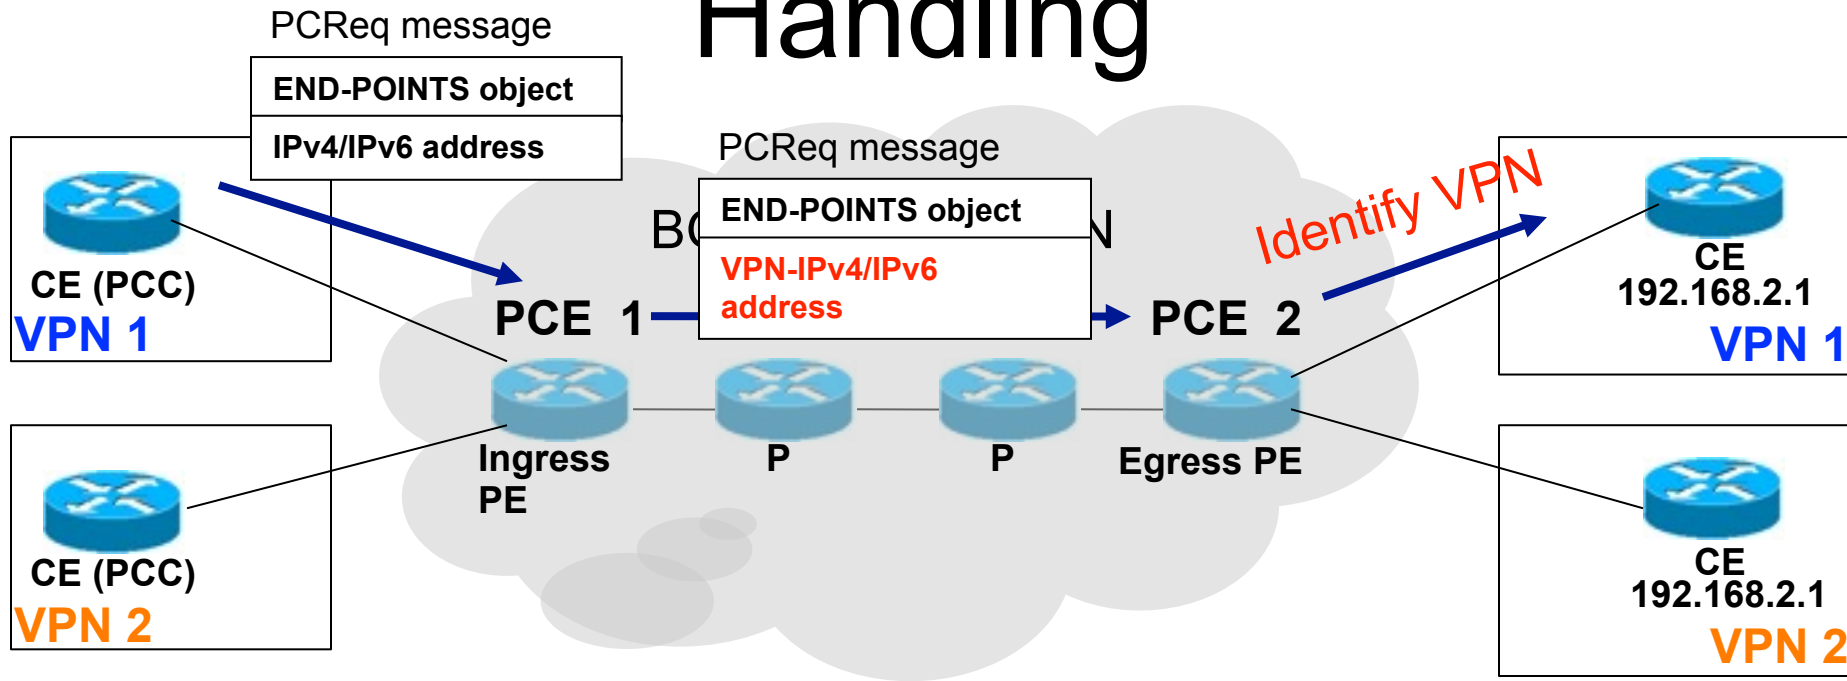 Handling
PCReq message
END-POINTS object
IPv4/IPv6 address
PCReq message
END-POINTS object
VPN-IPv4/IPv6
address
Identify VPN
CE (PCC)
VPN 1
PCE 1
PCE 2
CE
192.168.2.1
VPN 1
Ingress
PE
P
P
Egress PE
CE (PCC)
VPN 2
CE
192.168.2.1
VPN 2